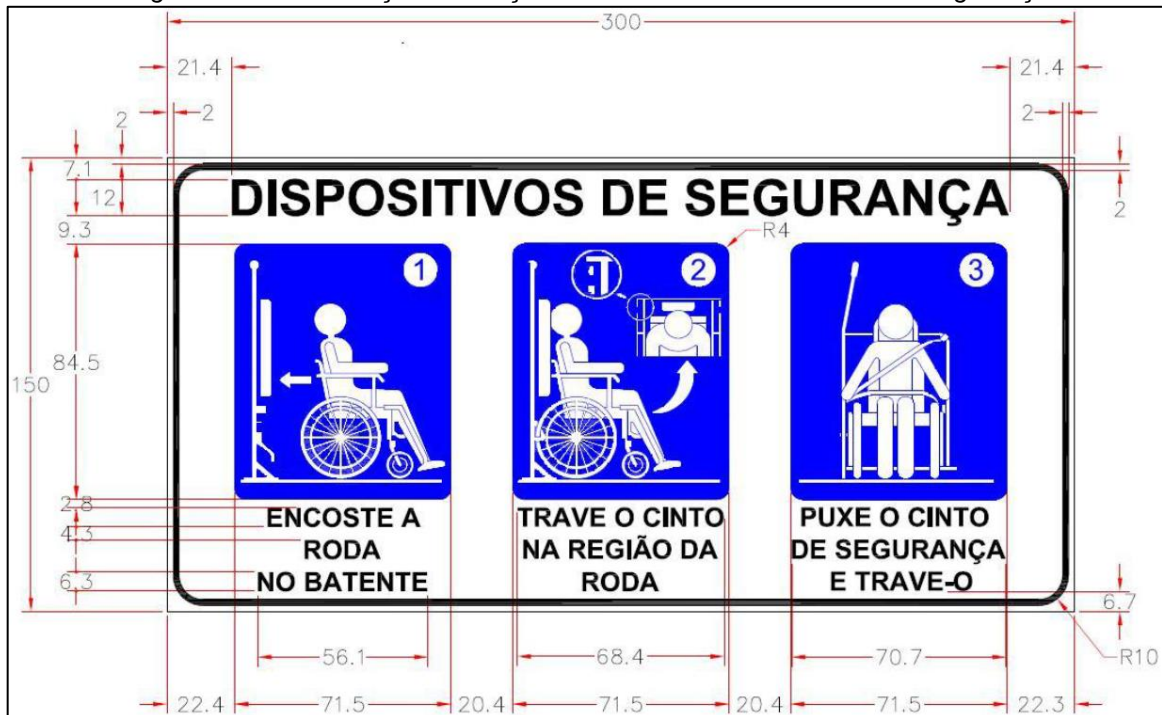 300
21.4 21.4
2 2 2
7.1
12
2
9.3
DISPOSITIVOS DE SEGURANÇA
R4
1 2 3
84.5
150
2.8
4.3
6.3
ENCOSTE A
RODA
NO BATENTE
TRAVE O CINTO
NA REGIÃO DA
RODA
PUXE O CINTO
DE SEGURANÇA
E TRAVE-O
6.7
R10
56.1 68.4 70.7
22.4 71.5 20.4 71.5 20.4 71.5 22.3